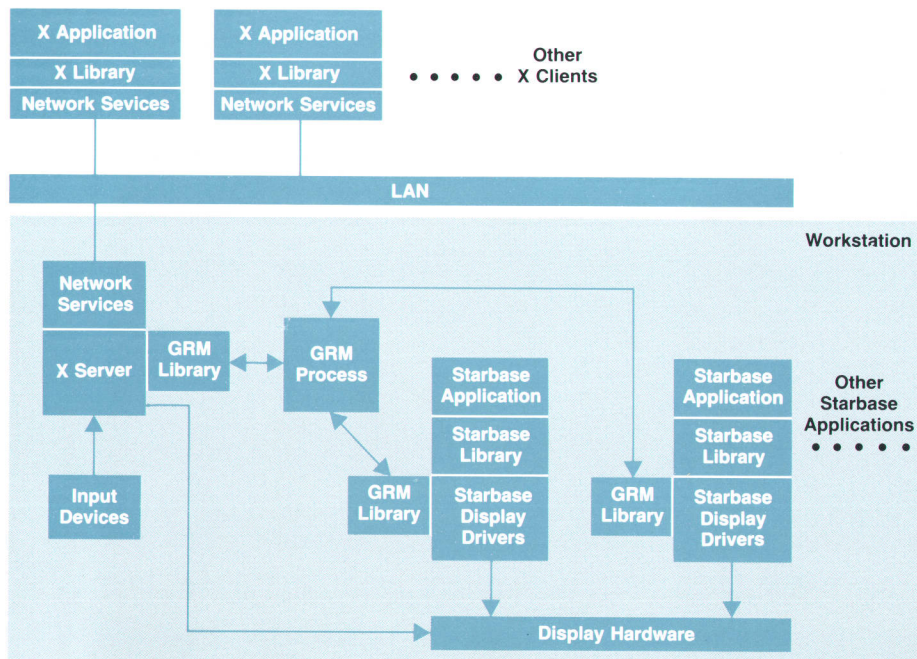 X Application
X Library
Network Sevices
X Application
X Library
Network Services
Other
X Clients
LAN
Workstation
Network
Services
X Server
GRM
Library
GRM
Process
Input
Devices
GRM
Library
Starbase
Application
Starbase
Library
Starbase
Display
Drivers
GRM
Library
Starbase
Application
Starbase
Library
Starbase
Display
Drivers
Other
Starbase
Applications
Display Hardware